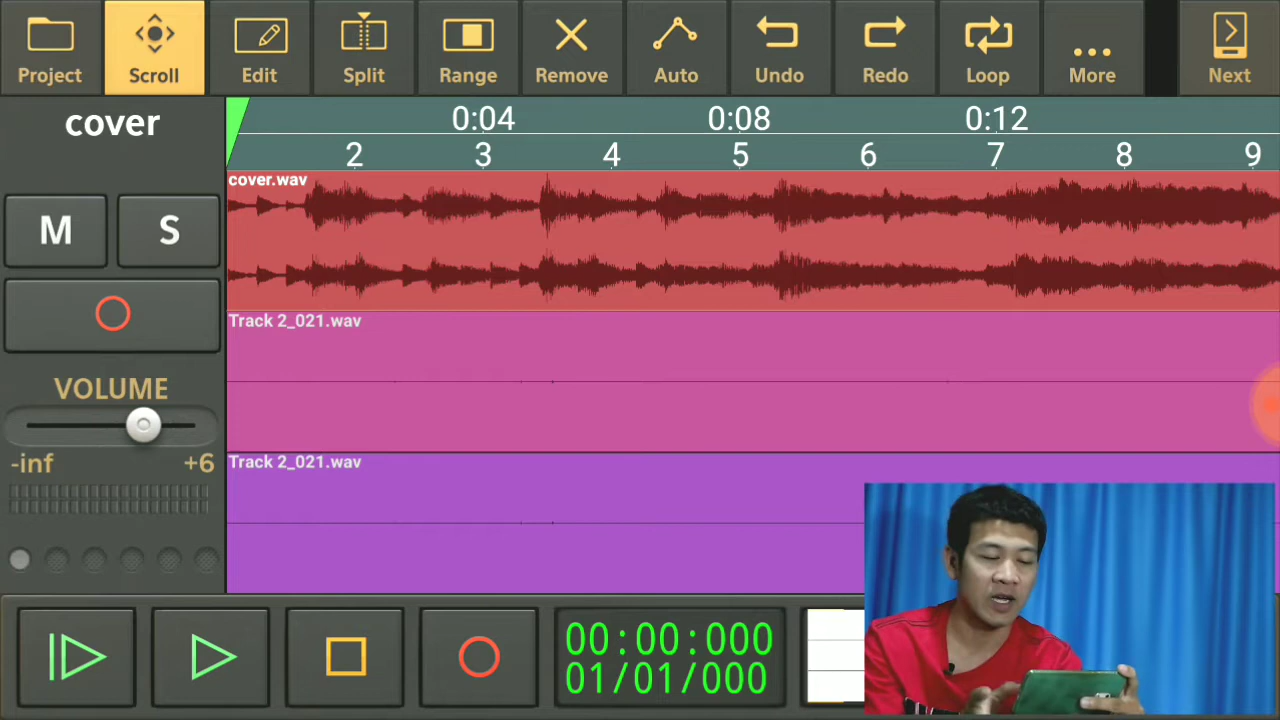 Project Scroll Edit Split Range Remove Auto Undo Redo Loop More Next
cover
0:04 0:08 0:12
2 3 4 5 6 7 8 9
cover.wav
M S
Track 2_021.wav
VOLUME
-inf +6
Track 2_021.wav
00:00:000
01/01/000